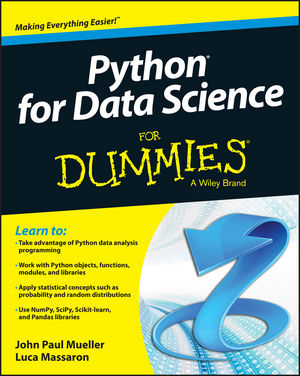 Making Everything Easier!™
Python®
for Data Science
FOR
DUMMIES®
A Wiley Brand
Learn to:
• Take advantage of Python data analysis
programming
• Work with Python objects, functions,
modules, and libraries
• Apply statistical concepts such as
probability and random distributions
• Use NumPy, SciPy, Scikit-learn,
and Pandas libraries
John Paul Mueller
Luca Massaron